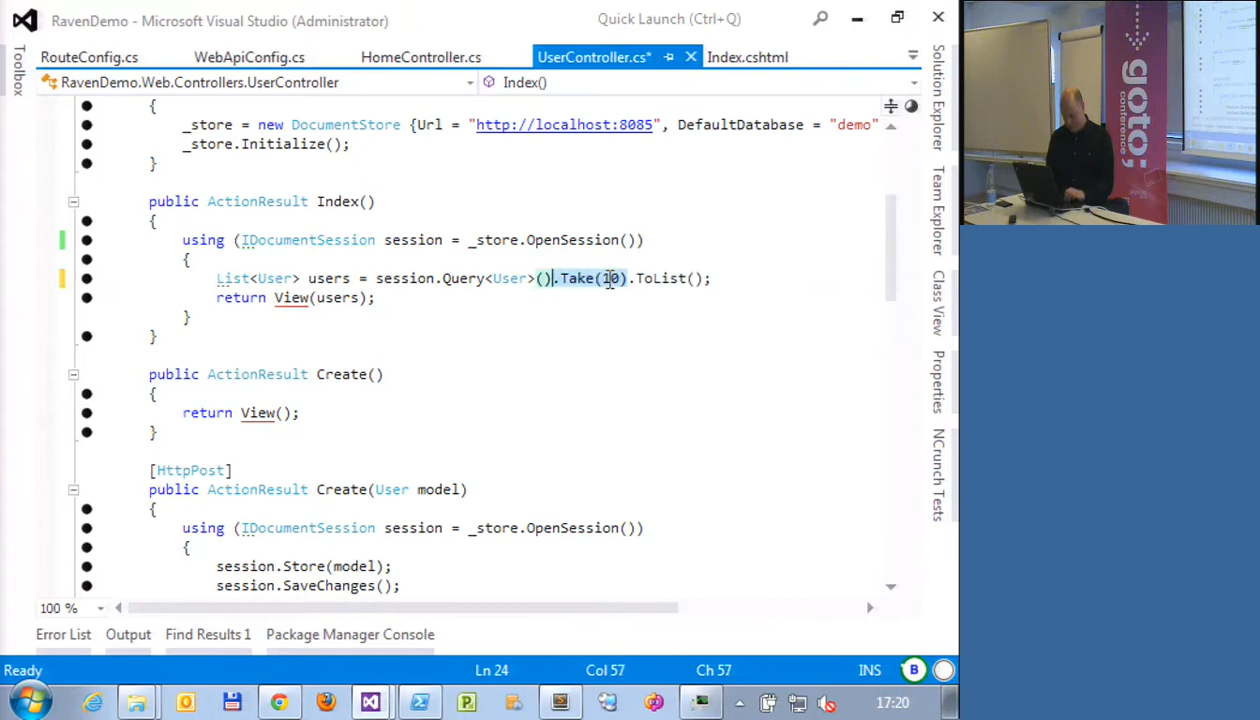 RavenDemo - Microsoft Visual Studio (Administrator)
Quick Launch (Ctrl+Q)
RouteConfig.cs
WebApiConfig.cs
HomeController.cs
UserController.cs*
Index.cshtml
RavenDemo.Web.Controllers.UserController
Index()
Toolbox
{
_store = new DocumentStore {Url = "http://localhost:8085", DefaultDatabase = "demo"
_store.Initialize();
}
public ActionResult Index()
{
using (IDocumentSession session = _store.OpenSession())
{
List<User> users = session.Query<User>().Take(10).ToList();
return View(users);
}
}
public ActionResult Create()
{
return View();
}
[HttpPost]
public ActionResult Create(User model)
{
using (IDocumentSession session = _store.OpenSession())
{
session.Store(model);
session.SaveChanges();
100 %
Solution Explorer
Team Explorer
Class View
Properties
NCrunch Tests
Error List
Output
Find Results 1
Package Manager Console
Ready
Ln 24
Col 57
Ch 57
INS
B
17:20
goto;
conference